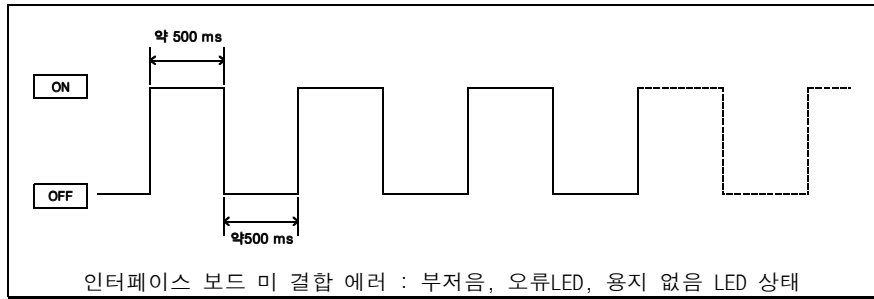 약 500 ms
ON
OFF
약500 ms
인터페이스 보드 미 결합 에러 : 부저음, 오류LED, 용지 없음 LED 상태